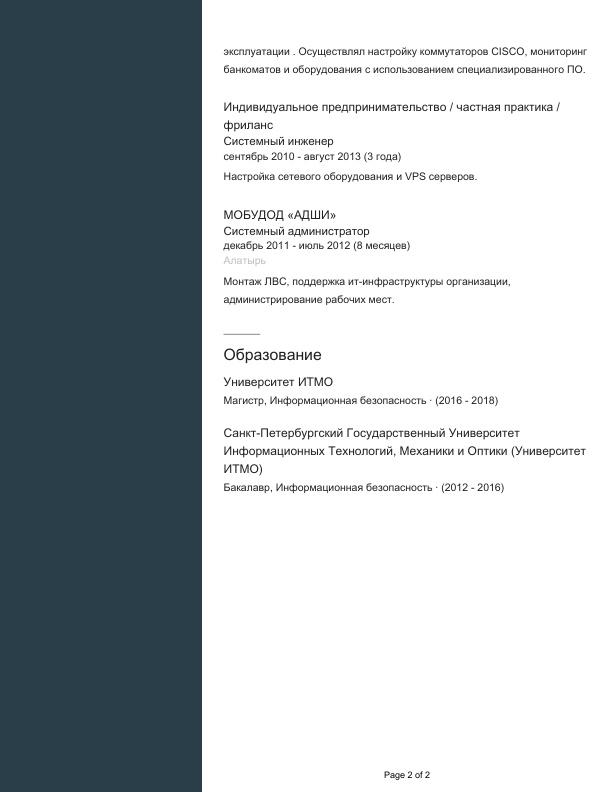 эксплуатации . Осуществлял настройку коммутаторов CISCO, мониторинг
банкоматов и оборудования с использованием специализированного ПО.
Индивидуальное предпринимательство / частная практика /
фриланс
Системный инженер
сентябрь 2010 - август 2013 (3 года)
Настройка сетевого оборудования и VPS серверов.
МОБУДОД «АДШИ»
Системный администратор
декабрь 2011 - июль 2012 (8 месяцев)
Алатырь
Монтаж ЛВС, поддержка ит-инфраструктуры организации,
администрирование рабочих мест.
Образование
Университет ИТМО
Магистр, Информационная безопасность · (2016 - 2018)
Санкт-Петербургский Государственный Университет
Информационных Технологий, Механики и Оптики (Университет
ИТМО)
Бакалавр, Информационная безопасность · (2012 - 2016)
Page 2 of 2